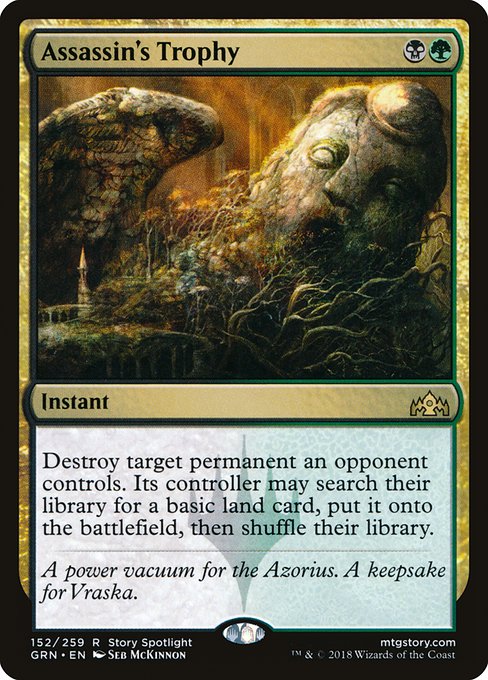 Assassin's Trophy
Instant
Destroy target permanent an opponent
controls. Its controller may search their
library for a basic land card, put it onto
the battlefield, then shuffle their library.
A power vacuum for the Azorius. A keepsake
for Vraska.
152/259 R Story Spotlight
mtgstory.com
GRN • EN Seb McKinnon
™ & © 2018 Wizards of the Coast